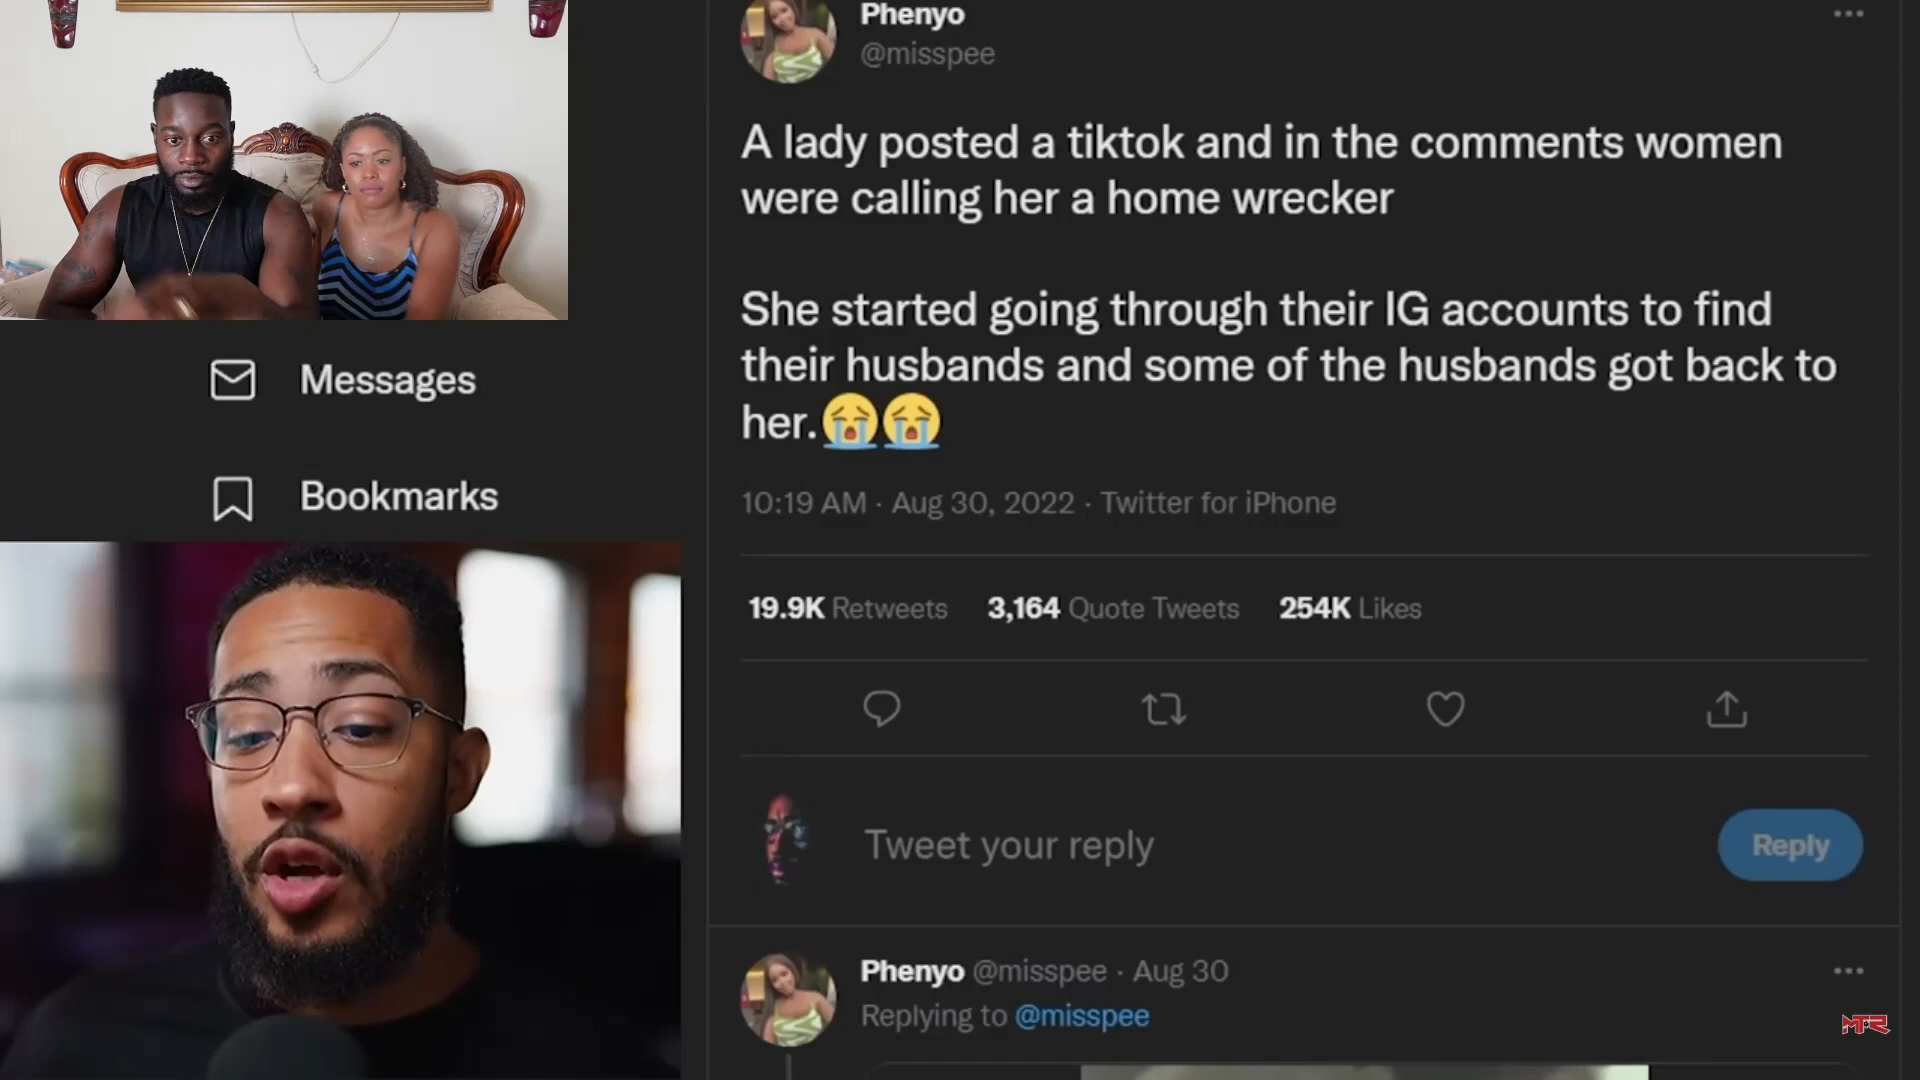 Phenyo
@misspee
A lady posted a tiktok and in the comments women
were calling her a home wrecker
She started going through their IG accounts to find
their husbands and some of the husbands got back to
her.😭😭
10:19 AM · Aug 30, 2022 · Twitter for iPhone
19.9K Retweets 3,164 Quote Tweets 254K Likes
Tweet your reply
Reply
Phenyo @misspee · Aug 30
Replying to @misspee
Messages
Bookmarks
MTR